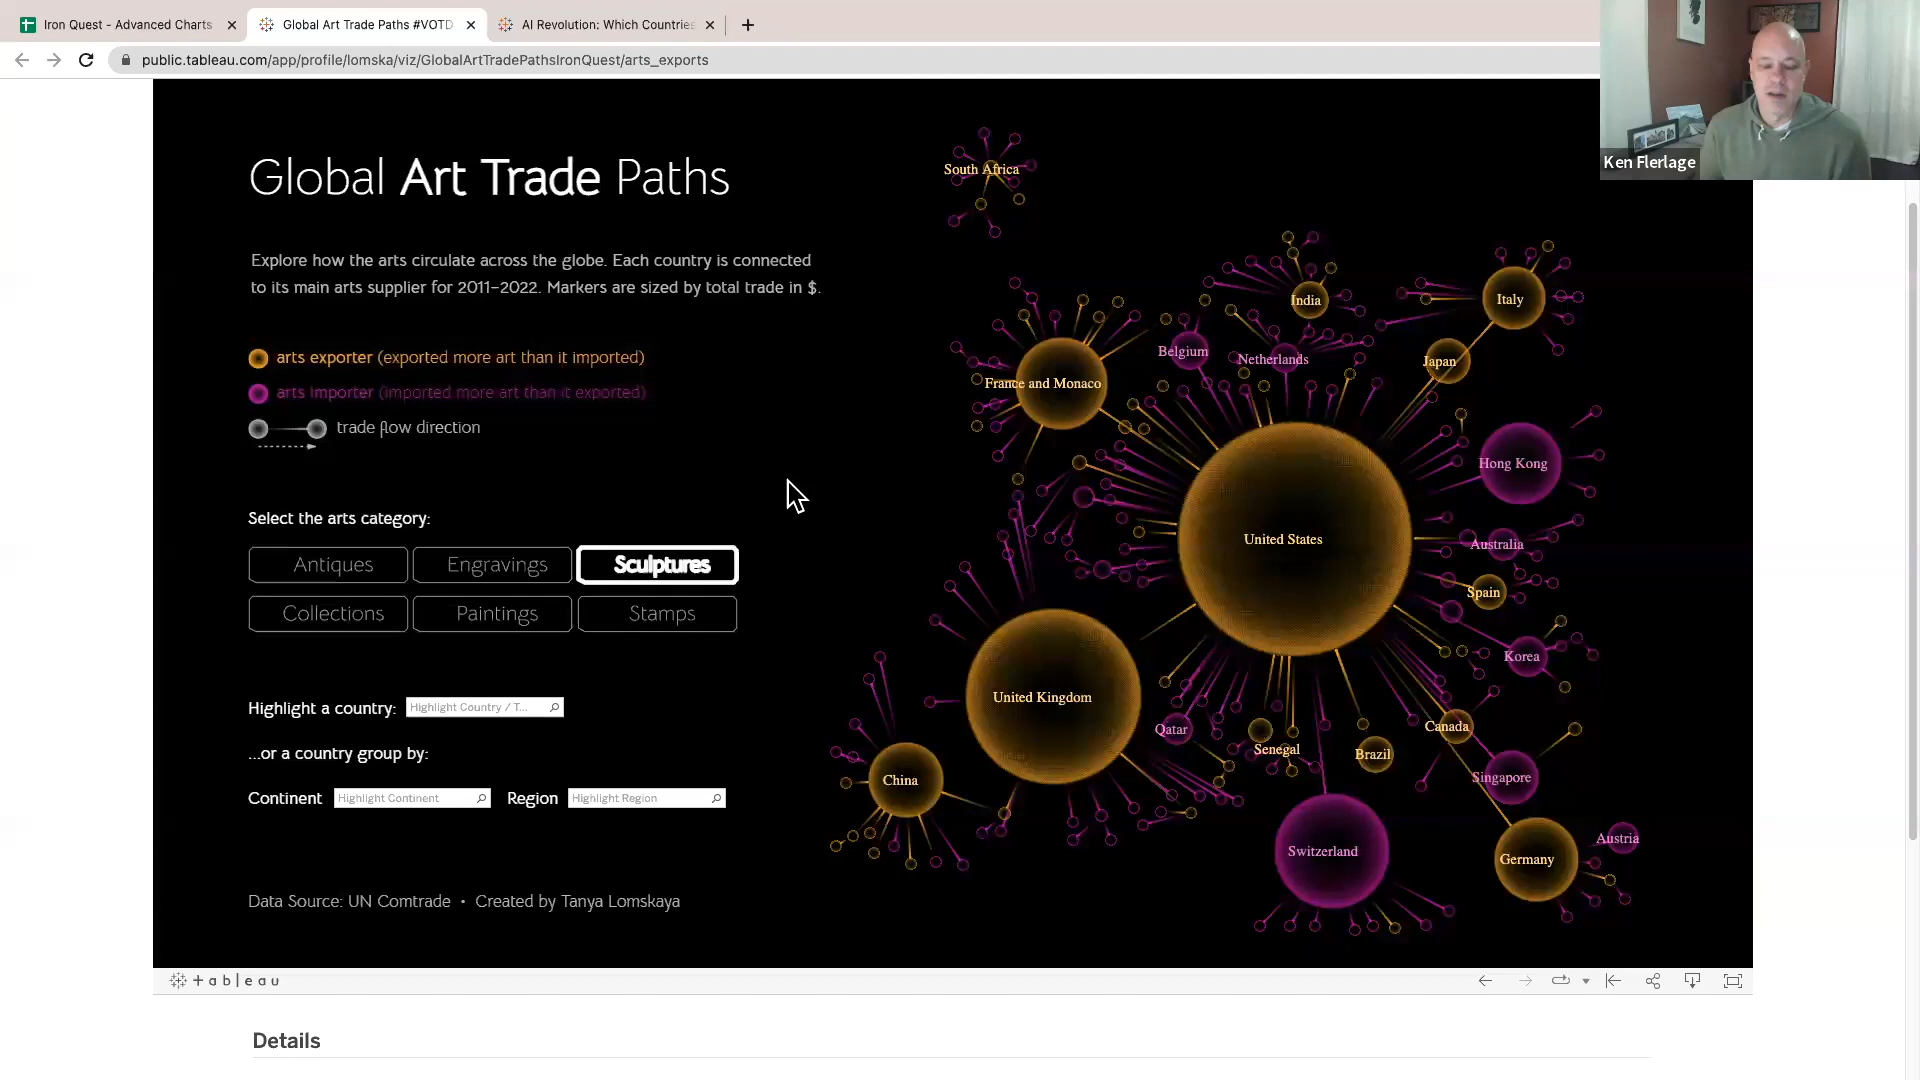 Iron Quest - Advanced Charts
Global Art Trade Paths #VOTD
AI Revolution: Which Countries
public.tableau.com/app/profile/lomska/viz/GlobalArtTradePathsIronQuest/arts_exports
Ken Flerlage
Global Art Trade Paths
Explore how the arts circulate across the globe. Each country is connected
to its main arts supplier for 2011–2022. Markers are sized by total trade in $.
arts exporter (exported more art than it imported)
arts importer (imported more art than it exported)
trade flow direction
Select the arts category:
Antiques
Engravings
Sculptures
Collections
Paintings
Stamps
Highlight a country:
Highlight Country / T...
...or a country group by:
Continent
Highlight Continent
Region
Highlight Region
Data Source: UN Comtrade • Created by Tanya Lomskaya
South Africa
India
Italy
Belgium
Netherlands
Japan
France and Monaco
Hong Kong
United States
Australia
Spain
Korea
United Kingdom
Qatar
Senegal
Brazil
Canada
Singapore
China
Switzerland
Germany
Austria
+ a b | e a u
Details